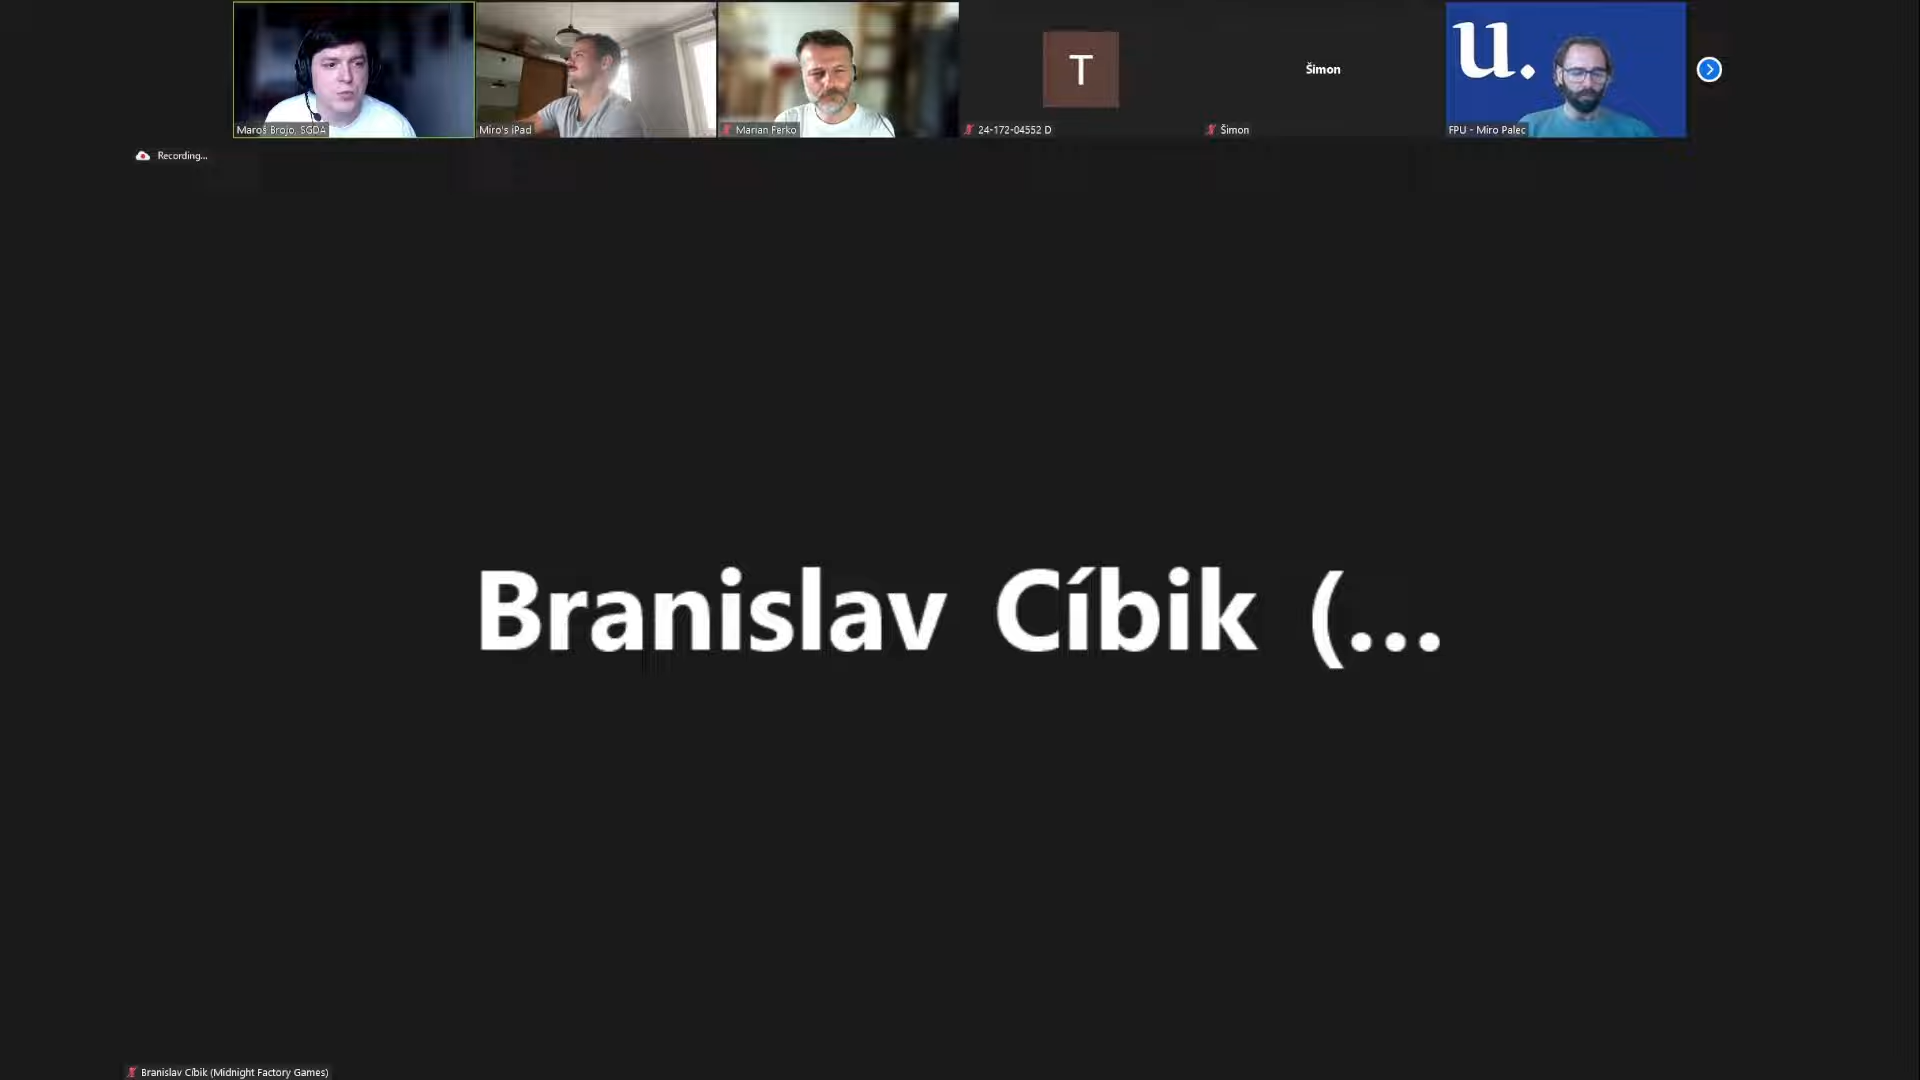 u.
T
Šimon
Maroš Brojo, SGDA
Miro's iPad
Marian Ferko
24-172-04552 D
Šimon
FPU - Miro Palec
Recording...
Branislav Cíbik (...
Branislav Cíbik (Midnight Factory Games)